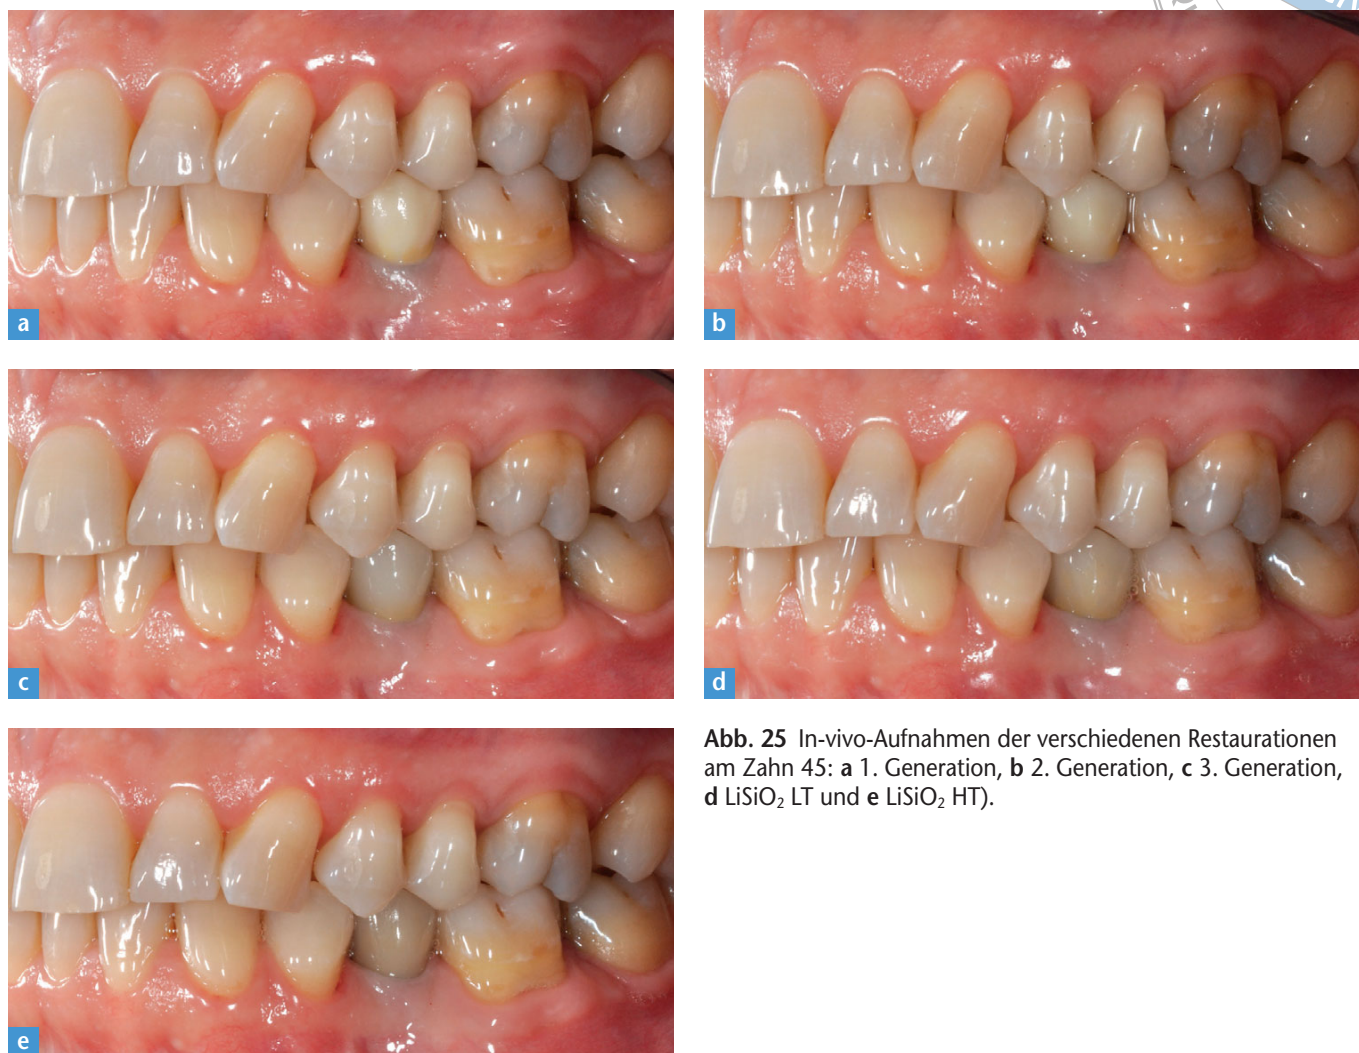 a
b
c
d
e
Abb. 25 In-vivo-Aufnahmen der verschiedenen Restaurationen
am Zahn 45: a 1. Generation, b 2. Generation, c 3. Generation,
d LiSiO₂ LT und e LiSiO₂ HT).